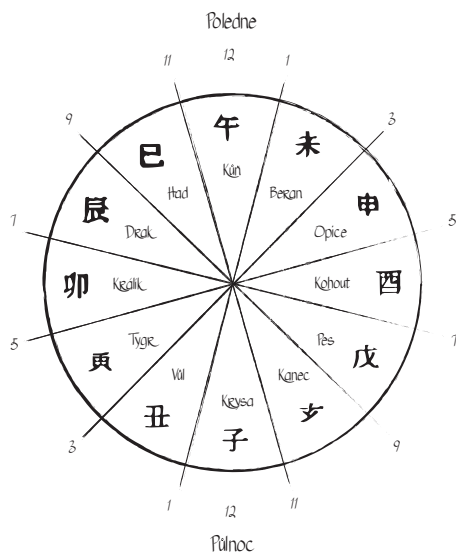 Poledne
12
11
1
午
Kůň
9
3
巳
Had
未
Beran
辰
Drak
申
Opice
7
5
卯
Králík
Kohout
酉
5
7
寅
Tygr
Pes
戊
丑
Vůl
Kanec
亥
3
9
Krysa
子
1
12
11
Půlnoc